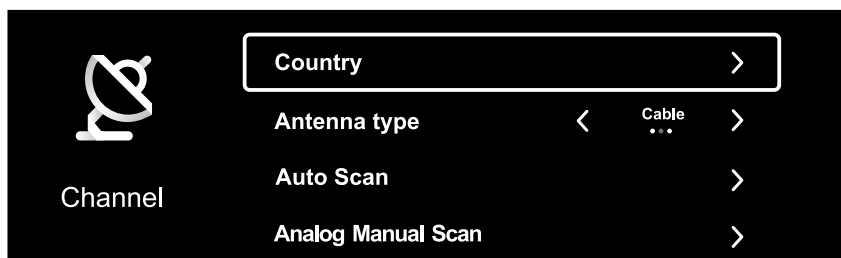 Channel
Country
Antenna type
Cable
Auto Scan
Analog Manual Scan